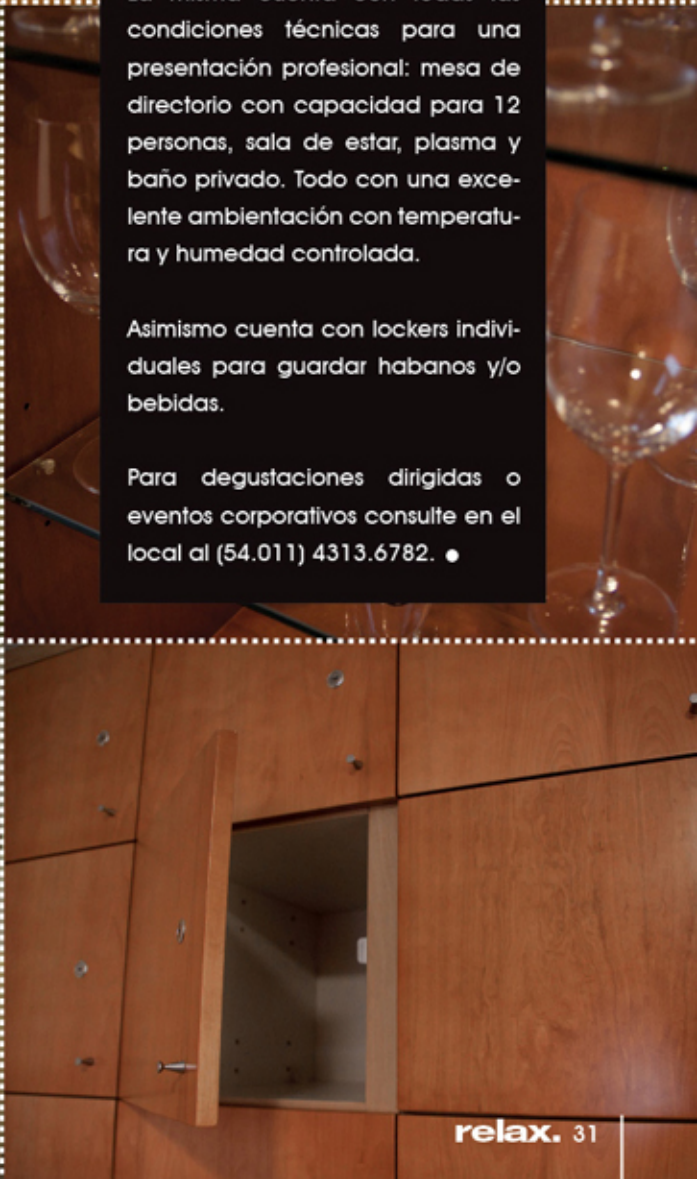 condiciones técnicas para una
presentación profesional: mesa de
directorio con capacidad para 12
personas, sala de estar, plasma y
baño privado. Todo con una exce-
lente ambientación con temperatu-
ra y humedad controlada.
Asimismo cuenta con lockers indivi-
duales para guardar habanos y/o
bebidas.
Para degustaciones dirigidas o
eventos corporativos consulte en el
local al (54.011) 4313.6782. ●
relax. 31